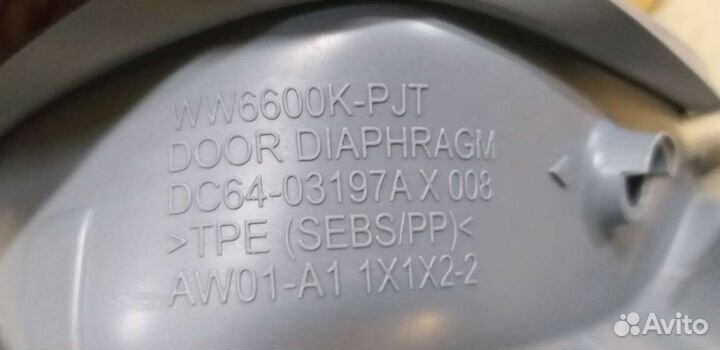 WW6600K-PJT
DOOR DIAPHRAGM
DC64-03197A X 008
>TPE (SEBS/PP)<
AW01-A1 1X1X2-2
Avito